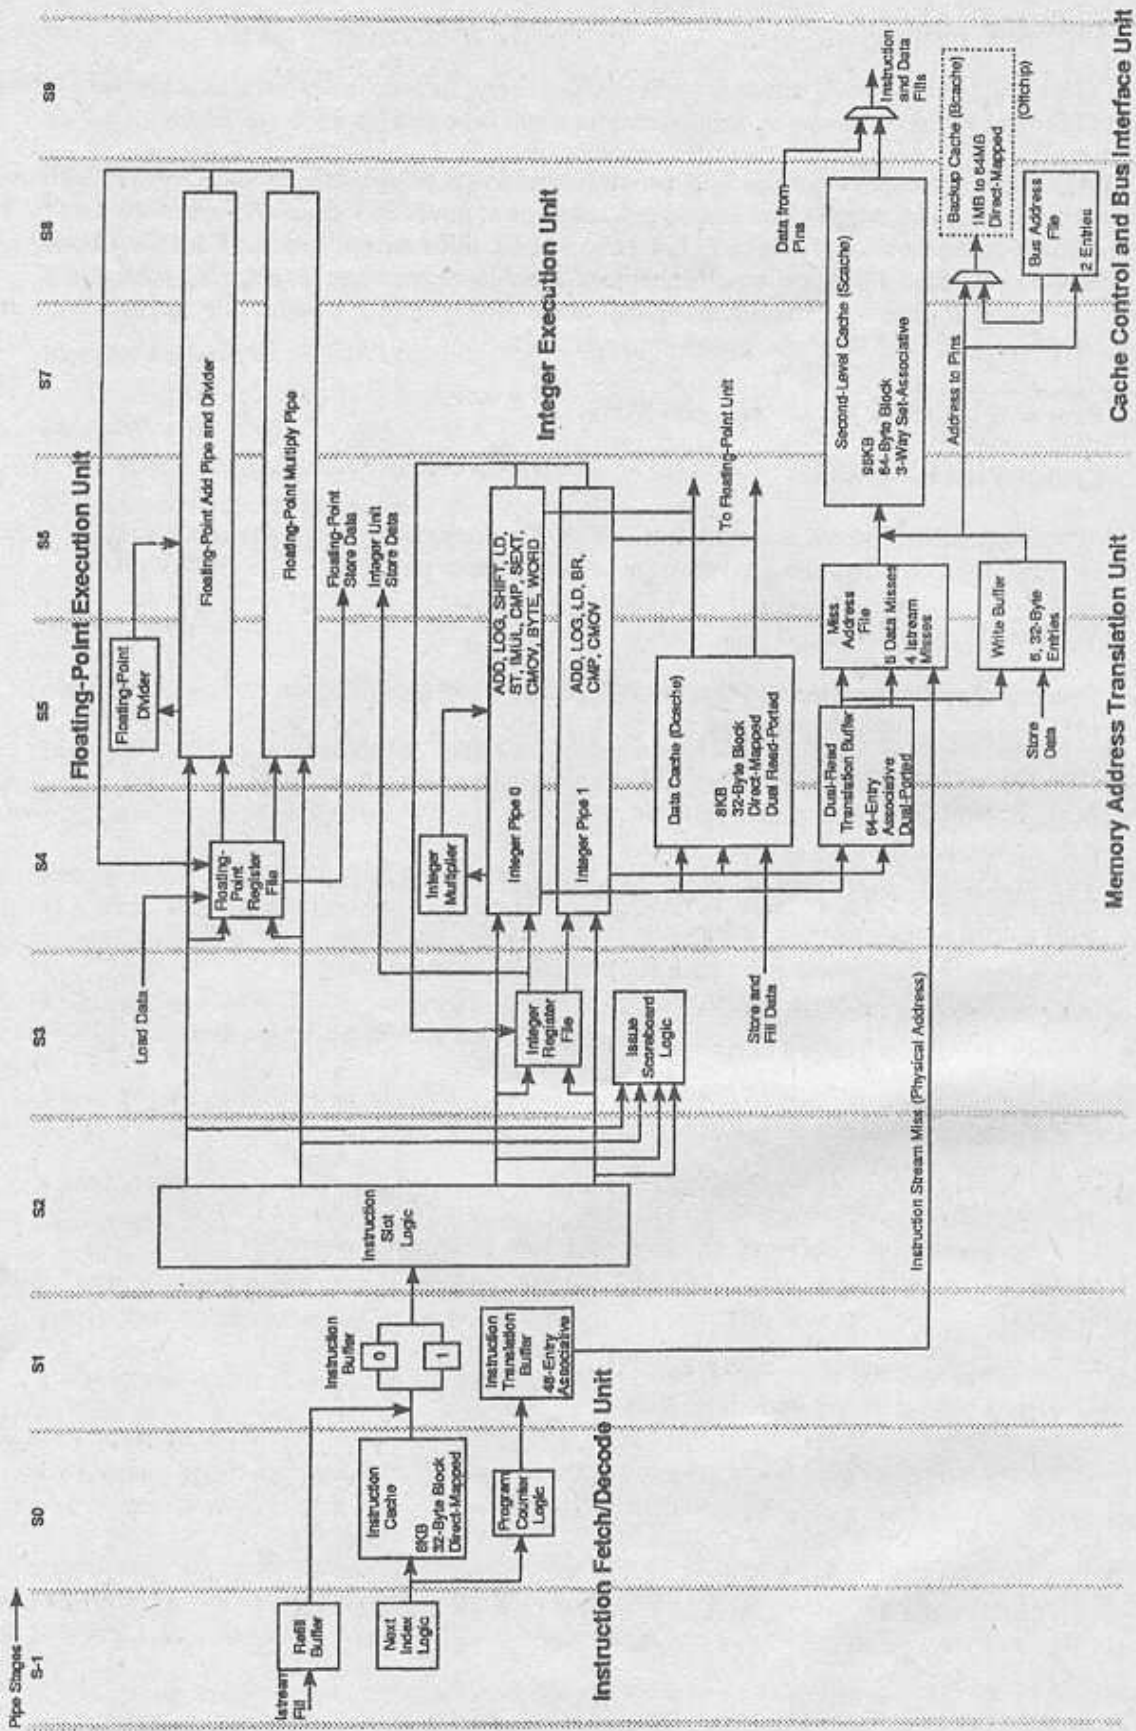 Pipe Stages
S-1
S0
S1
S2
S3
S4
S5
S6
S7
S8
S9
Floating-Point Execution Unit
Load Data
Floating-Point
Divider
Floating-Point Add Pipe and Divider
Floating-
Point
Register
File
Floating-Point Multiply Pipe
Istream
Fill
Refill
Buffer
Floating-Point
Store Data
Integer Unit
Store Data
Instruction
Slot
Logic
Instruction
Buffer
0
1
Next
Index
Logic
Instruction
Cache
8KB
32-Byte Block
Direct-Mapped
Integer
Multiplier
Integer Execution Unit
Integer Pipe 0
ADD, LOG, SHIFT, LD,
ST, IMUL, CMP, SEXT,
CMOV, BYTE, WORD
Integer
Register
File
Integer Pipe 1
ADD, LOG, LD, BR,
CMP, CMOV
Program
Counter
Logic
Instruction
Translation
Buffer
48-Entry
Associative
Issue
Scoreboard
Logic
Instruction Fetch/Decode Unit
Data Cache (Dcache)
8KB
32-Byte Block
Direct-Mapped
Dual Read-Ported
To Floating-Point Unit
Store and
Fill Data
Data from
Pins
Instruction
and Data
Fills
Dual-Read
Translation Buffer
64-Entry
Associative
Dual-Ported
Miss
Address
File
6 Data Misses
4 Istream
Misses
Second-Level Cache (Scache)
96KB
64-Byte Block
3-Way Set-Associative
Instruction Stream Miss (Physical Address)
Address to Pins
Backup Cache (Bcache)
1MB to 64MB
Direct-Mapped
(Offchip)
Write Buffer
6, 32-Byte
Entries
Store
Data
Bus Address
File
2 Entries
Memory Address Translation Unit
Cache Control and Bus Interface Unit